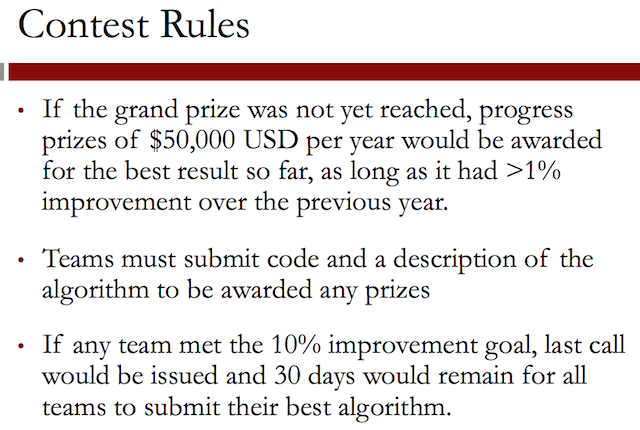 Contest Rules
• If the grand prize was not yet reached, progress
prizes of $50,000 USD per year would be awarded
for the best result so far, as long as it had >1%
improvement over the previous year.
• Teams must submit code and a description of the
algorithm to be awarded any prizes
• If any team met the 10% improvement goal, last call
would be issued and 30 days would remain for all
teams to submit their best algorithm.